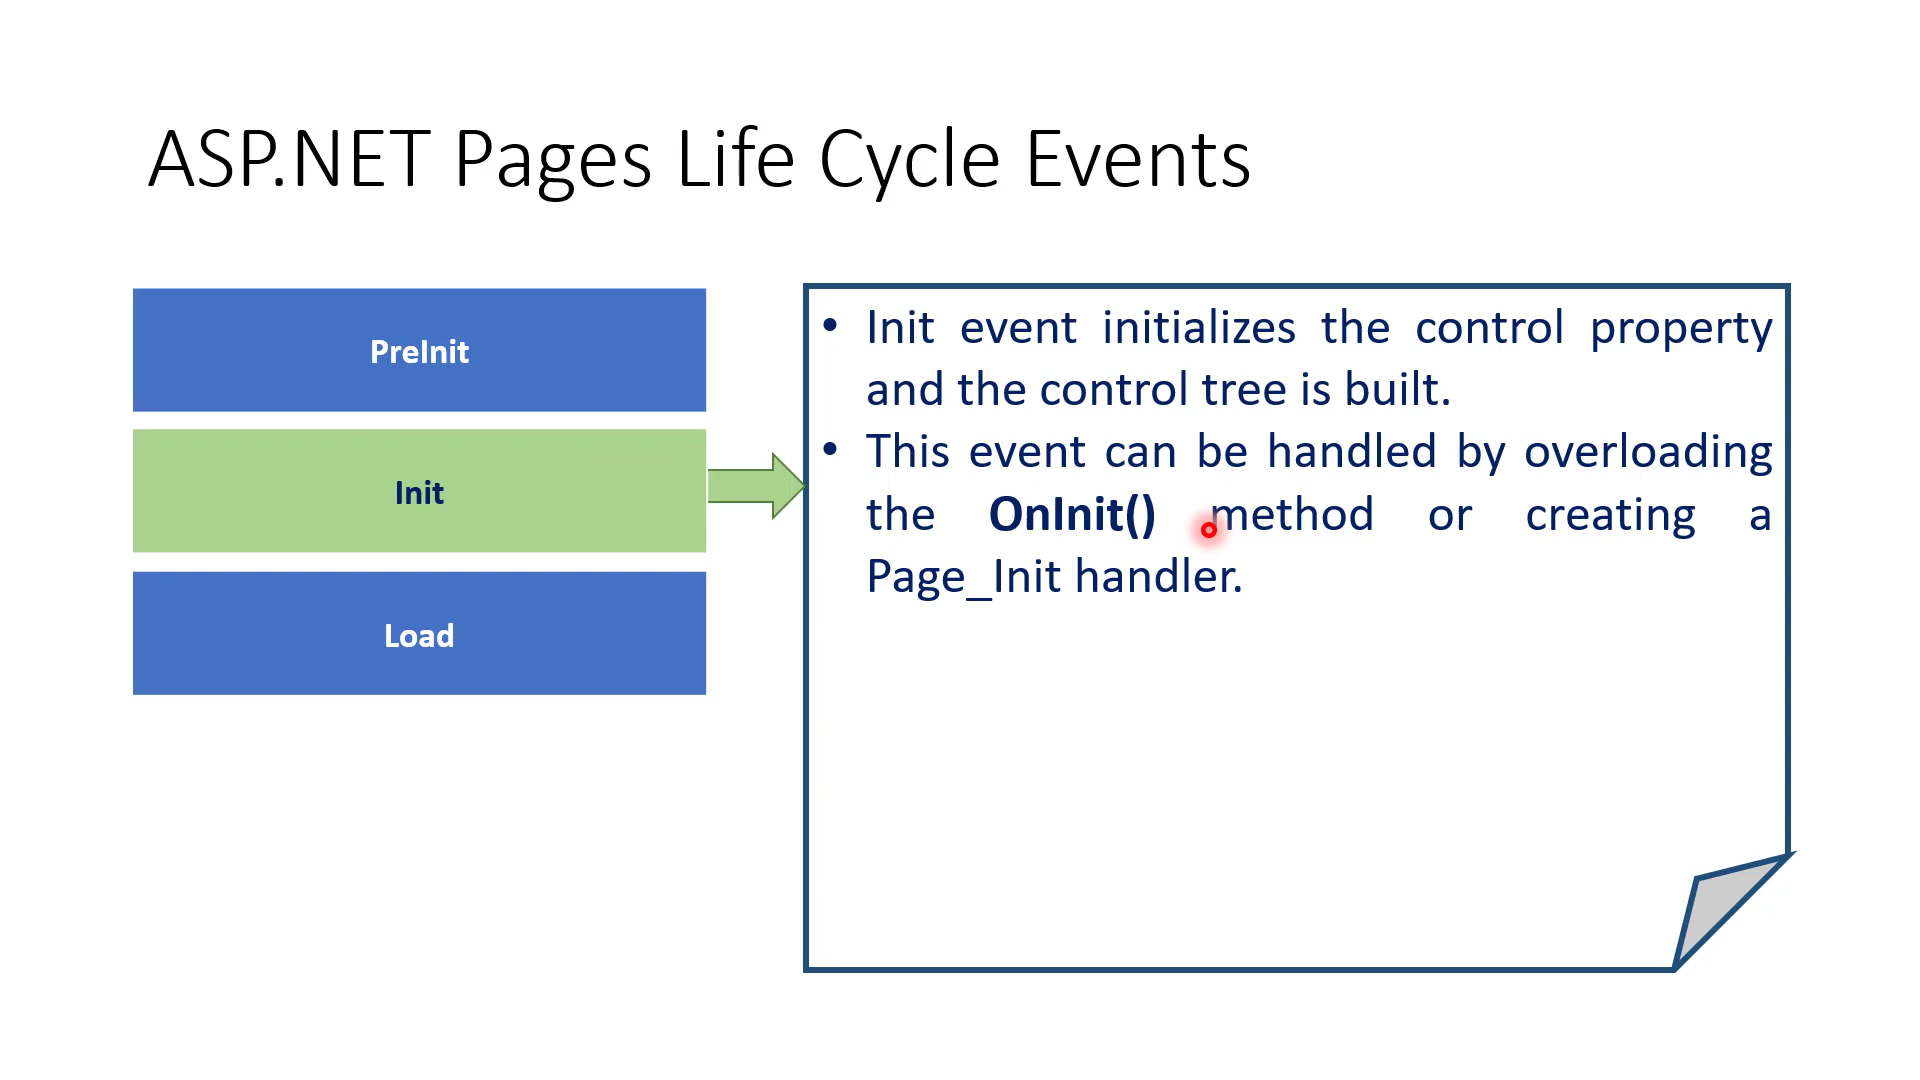 ASP.NET Pages Life Cycle Events
PreInit
Init
Load
• Init event initializes the control property
and the control tree is built.
• This event can be handled by overloading
the OnInit() method or creating a
Page_Init handler.